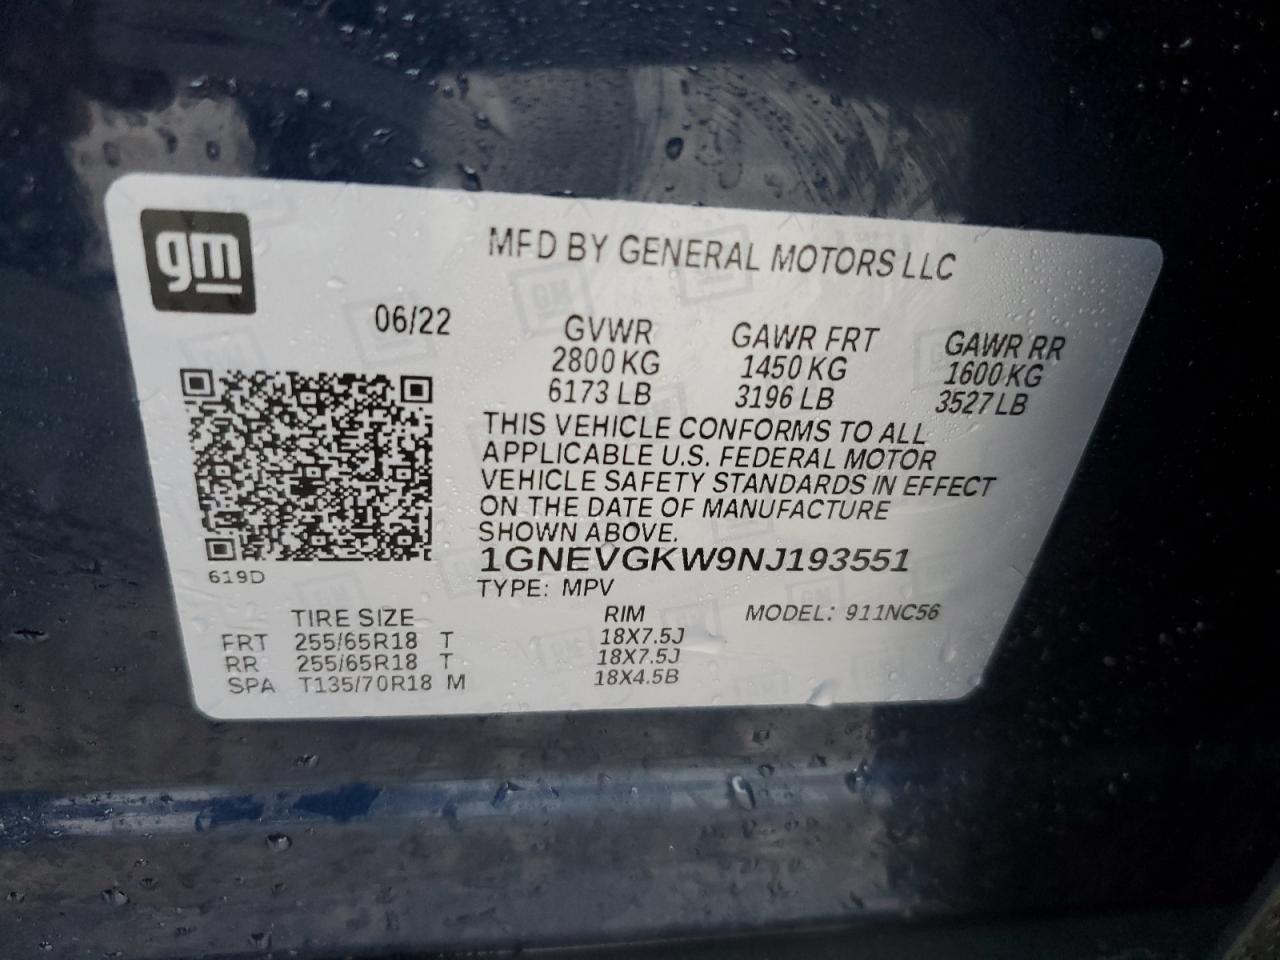 gm
MFD BY GENERAL MOTORS LLC
06/22
GVWR GAWR FRT GAWR RR
2800 KG 1450 KG 1600 KG
6173 LB 3196 LB 3527 LB
THIS VEHICLE CONFORMS TO ALL
APPLICABLE U.S. FEDERAL MOTOR
VEHICLE SAFETY STANDARDS IN EFFECT
ON THE DATE OF MANUFACTURE
SHOWN ABOVE.
1GNEVGKW9NJ193551
619D
TYPE: MPV
TIRE SIZE RIM MODEL: 911NC56
FRT 255/65R18 T 18X7.5J
RR 255/65R18 T 18X7.5J
SPA T135/70R18 M 18X4.5B